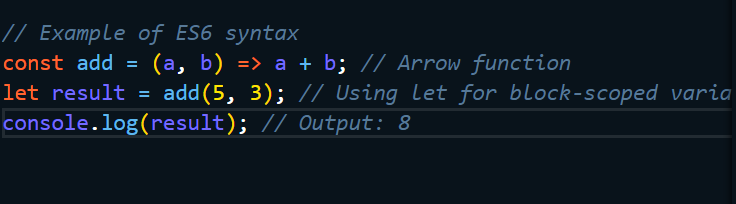 // Example of ES6 syntax
const add = (a, b) => a + b; // Arrow function
let result = add(5, 3); // Using let for block-scoped varia
console.log(result); // Output: 8